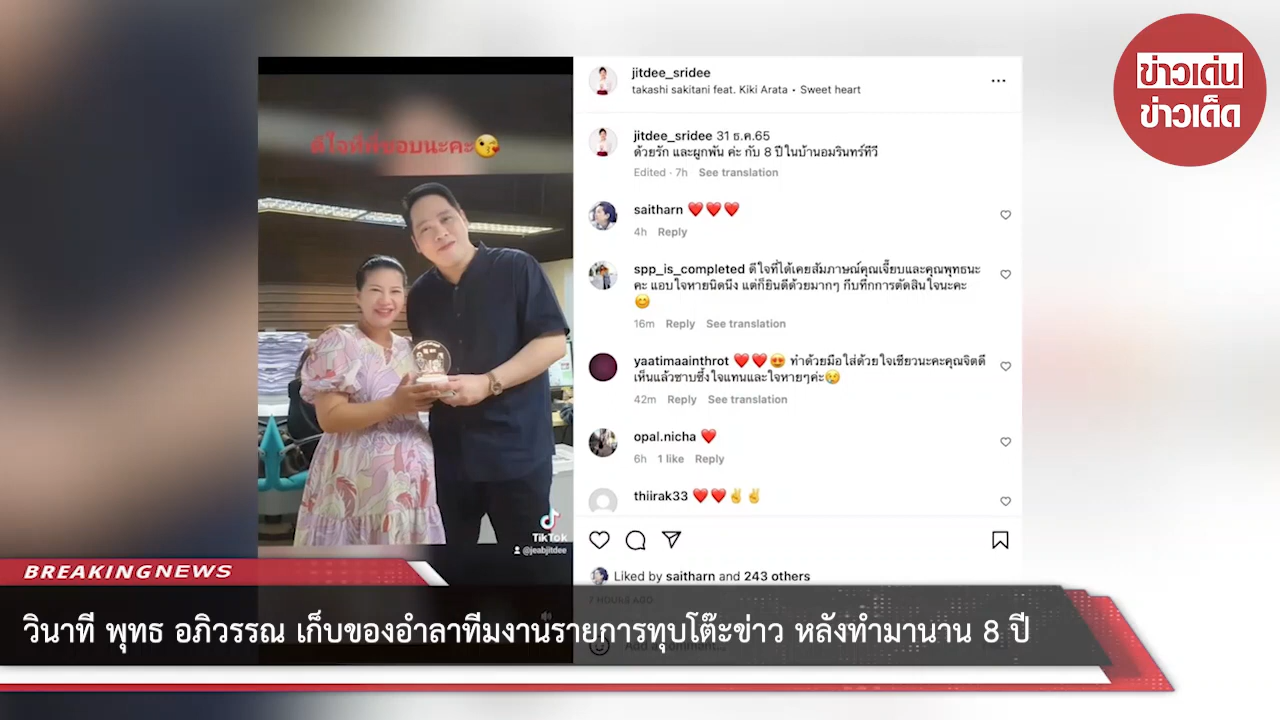 ข่าวเด่น
ข่าวเด็ด
ดีใจที่พี่ชอบนะคะ😘
TikTok
@jeabjitdee
jitdee_sridee
takashi sakitani feat. Kiki Arata • Sweet heart
jitdee_sridee 31 ธ.ค.65
ด้วยรัก และผูกพัน ค่ะ กับ 8 ปีในบ้านอมรินทร์ทีวี
Edited · 7h See translation
saitharn ❤️❤️❤️
4h Reply
spp_is_completed ดีใจที่ได้เคยสัมภาษณ์คุณเจี๊ยบและคุณพุทธนะ
คะ แอบใจหายนิดนึง แต่ก็ยินดีด้วยมากๆ กับทุกการตัดสินใจนะคะ
😊
16m Reply See translation
yaatimaainthrot ❤️❤️😍 ทำด้วยมือใส่ด้วยใจเชียวนะคะคุณจิตดี
เห็นแล้วซาบซึ้งใจแทนและใจหายๆค่ะ😢
42m Reply See translation
opal.nicha ❤️
6h 1 like Reply
thiirak33 ❤️❤️✌️✌️
Liked by saitharn and 243 others
7 HOURS AGO
Add a comment...
BREAKING NEWS
วินาที พุทธ อภิวรรณ เก็บของอำลาทีมงานรายการทุบโต๊ะข่าว หลังทำมานาน 8 ปี